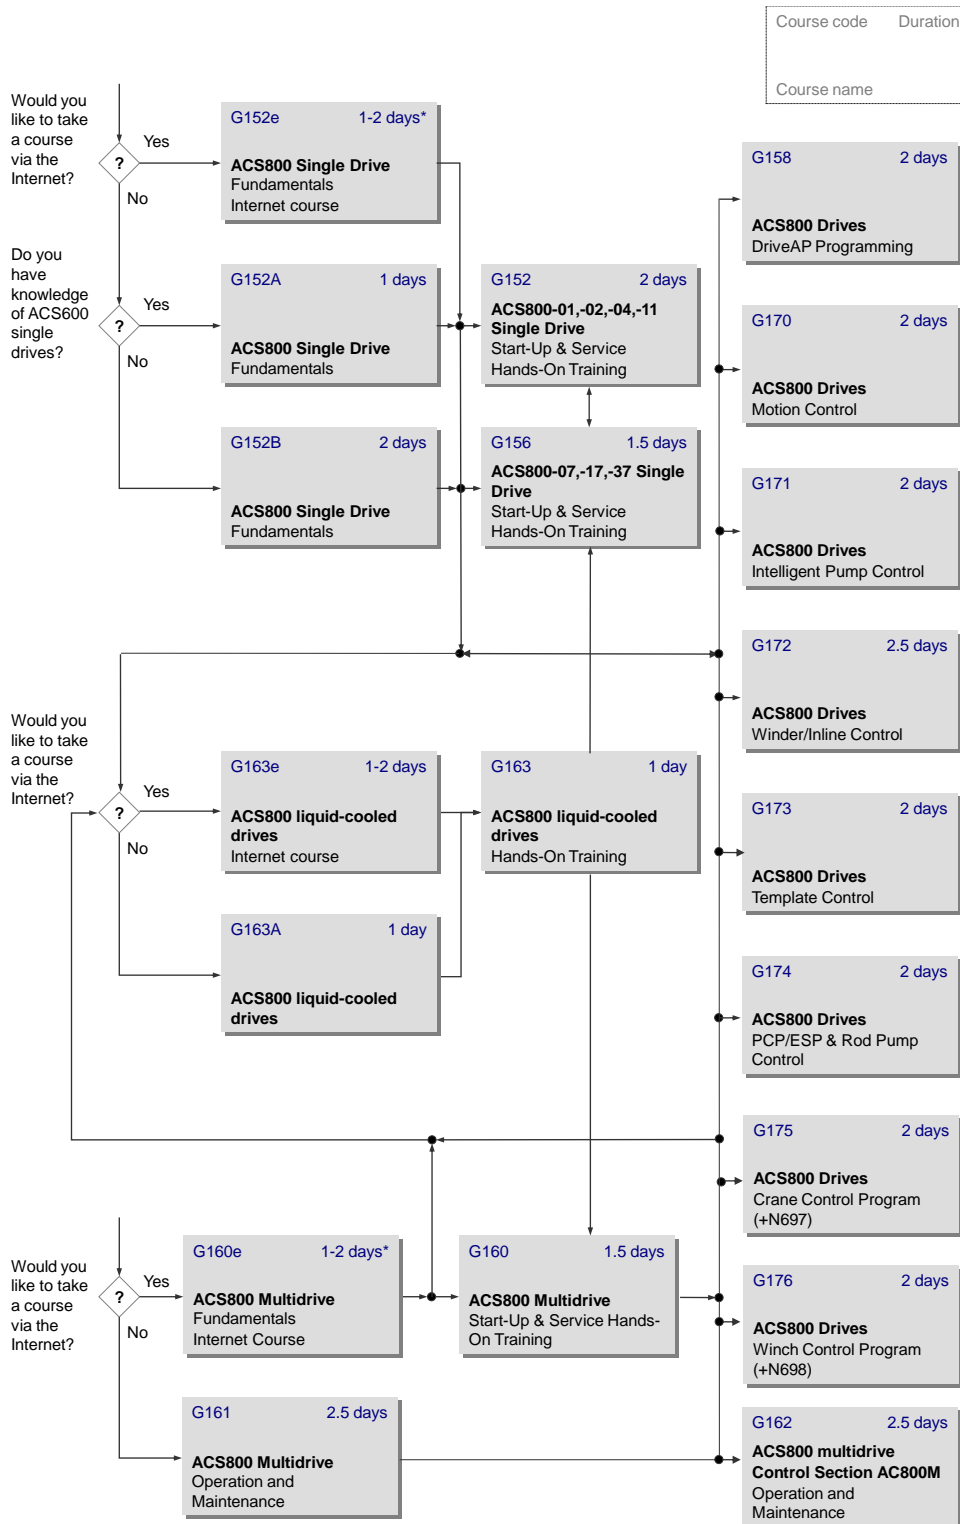 Course code Duration
Course name
Would you
like to take
a course
via the
Internet?
?
Yes
No
G152e 1-2 days*
ACS800 Single Drive
Fundamentals
Internet course
Do you
have
knowledge
of ACS600
single
drives?
?
Yes
No
G152A 1 days
ACS800 Single Drive
Fundamentals
G152 2 days
ACS800-01,-02,-04,-11
Single Drive
Start-Up & Service
Hands-On Training
G152B 2 days
ACS800 Single Drive
Fundamentals
G156 1.5 days
ACS800-07,-17,-37 Single
Drive
Start-Up & Service
Hands-On Training
G158 2 days
ACS800 Drives
DriveAP Programming
G170 2 days
ACS800 Drives
Motion Control
G171 2 days
ACS800 Drives
Intelligent Pump Control
G172 2.5 days
ACS800 Drives
Winder/Inline Control
Would you
like to take
a course
via the
Internet?
?
Yes
No
G163e 1-2 days
ACS800 liquid-cooled
drives
Internet course
G163 1 day
ACS800 liquid-cooled
drives
Hands-On Training
G163A 1 day
ACS800 liquid-cooled
drives
G173 2 days
ACS800 Drives
Template Control
G174 2 days
ACS800 Drives
PCP/ESP & Rod Pump
Control
G175 2 days
ACS800 Drives
Crane Control Program
(+N697)
Would you
like to take
a course
via the
Internet?
?
Yes
No
G160e 1-2 days*
ACS800 Multidrive
Fundamentals
Internet Course
G160 1.5 days
ACS800 Multidrive
Start-Up & Service Hands-
On Training
G176 2 days
ACS800 Drives
Winch Control Program
(+N698)
G161 2.5 days
ACS800 Multidrive
Operation and
Maintenance
G162 2.5 days
ACS800 multidrive
Control Section AC800M
Operation and
Maintenance